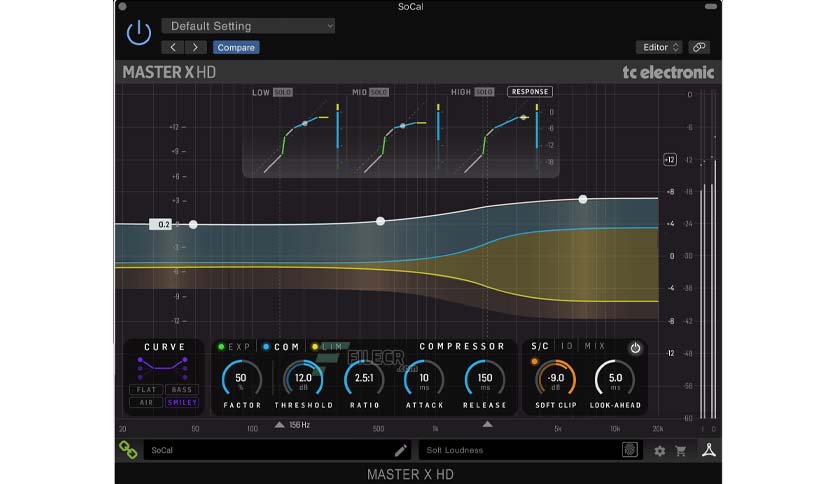 SoCal
Default Setting
Compare
Editor
MASTER X HD
tc electronic
LOW SOLO MID SOLO HIGH SOLO RESPONSE
0
-6
-12
-18
+12
+9
+6
+3
0.2
-3
-6
-9
-12
+12
+8
+4
0
-4
-8
-12
0
-6
-12
-18
-24
-30
-36
-42
-48
-56
-60
CURVE
FLAT BASS
AIR SMILEY
EXP COM LIM COMPRESSOR
50 %
FACTOR
12.0 dB
THRESHOLD
2.5:1
RATIO
10 ms
ATTACK
150 ms
RELEASE
S/C IO MIX
-9.0 dB
SOFT CLIP
5.0 ms
LOOK-AHEAD
FILECR
.com
20 50 100 156 Hz 500 1k 5k 10k 20k
I O
SoCal
Soft Loudness
MASTER X HD